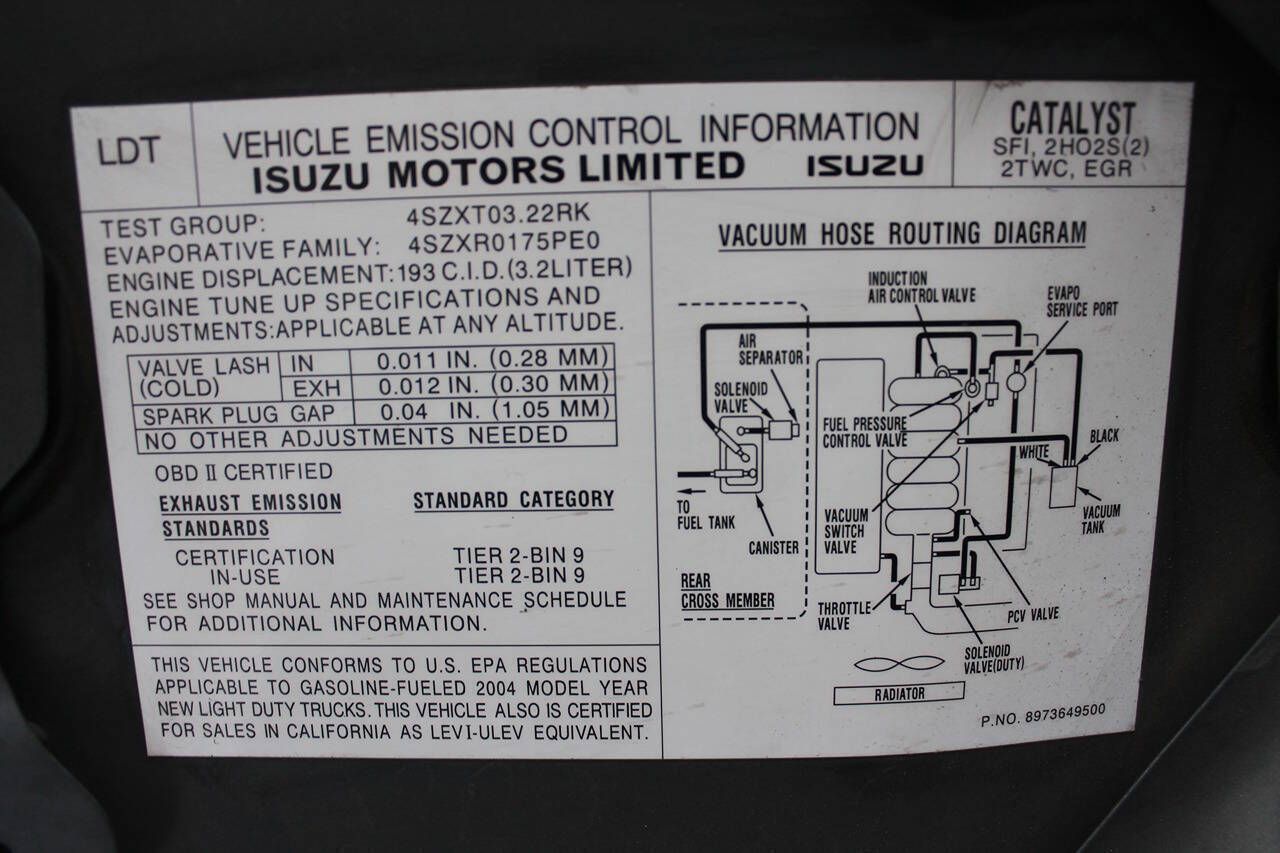 LDT
VEHICLE EMISSION CONTROL INFORMATION
ISUZU MOTORS LIMITED ISUZU
CATALYST
SFI, 2HO2S(2)
2TWC, EGR
TEST GROUP: 4SZXT03.22RK
EVAPORATIVE FAMILY: 4SZXR0175PE0
ENGINE DISPLACEMENT: 193 C.I.D. (3.2LITER)
ENGINE TUNE UP SPECIFICATIONS AND
ADJUSTMENTS: APPLICABLE AT ANY ALTITUDE.
VALVE LASH IN 0.011 IN. (0.28 MM)
(COLD) EXH 0.012 IN. (0.30 MM)
SPARK PLUG GAP 0.04 IN. (1.05 MM)
NO OTHER ADJUSTMENTS NEEDED
OBD II CERTIFIED
EXHAUST EMISSION STANDARD CATEGORY
STANDARDS
CERTIFICATION TIER 2-BIN 9
IN-USE TIER 2-BIN 9
SEE SHOP MANUAL AND MAINTENANCE SCHEDULE
FOR ADDITIONAL INFORMATION.
THIS VEHICLE CONFORMS TO U.S. EPA REGULATIONS
APPLICABLE TO GASOLINE-FUELED 2004 MODEL YEAR
NEW LIGHT DUTY TRUCKS. THIS VEHICLE ALSO IS CERTIFIED
FOR SALES IN CALIFORNIA AS LEVI-ULEV EQUIVALENT.
VACUUM HOSE ROUTING DIAGRAM
INDUCTION
AIR CONTROL VALVE
EVAPO
SERVICE PORT
AIR
SEPARATOR
SOLENOID
VALVE
FUEL PRESSURE
CONTROL VALVE
WHITE
BLACK
TO
FUEL TANK
CANISTER
VACUUM
SWITCH
VALVE
VACUUM
TANK
REAR
CROSS MEMBER
THROTTLE
VALVE
PCV VALVE
SOLENOID
VALVE(DUTY)
RADIATOR
P.NO. 8973649500